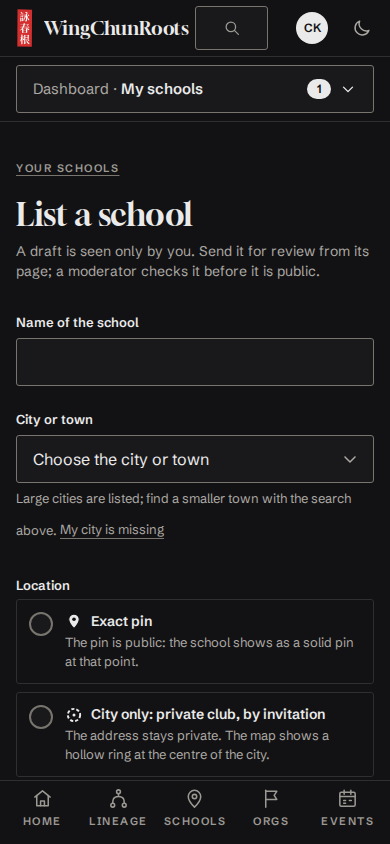 詠春根
WingChunRoots
CK
Dashboard · My schools
1
YOUR SCHOOLS
List a school
A draft is seen only by you. Send it for review from its
page; a moderator checks it before it is public.
Name of the school
City or town
Choose the city or town
Large cities are listed; find a smaller town with the search
above. My city is missing
Location
Exact pin
The pin is public: the school shows as a solid pin
at that point.
City only: private club, by invitation
The address stays private. The map shows a
hollow ring at the centre of the city.
HOME
LINEAGE
SCHOOLS
ORGS
EVENTS